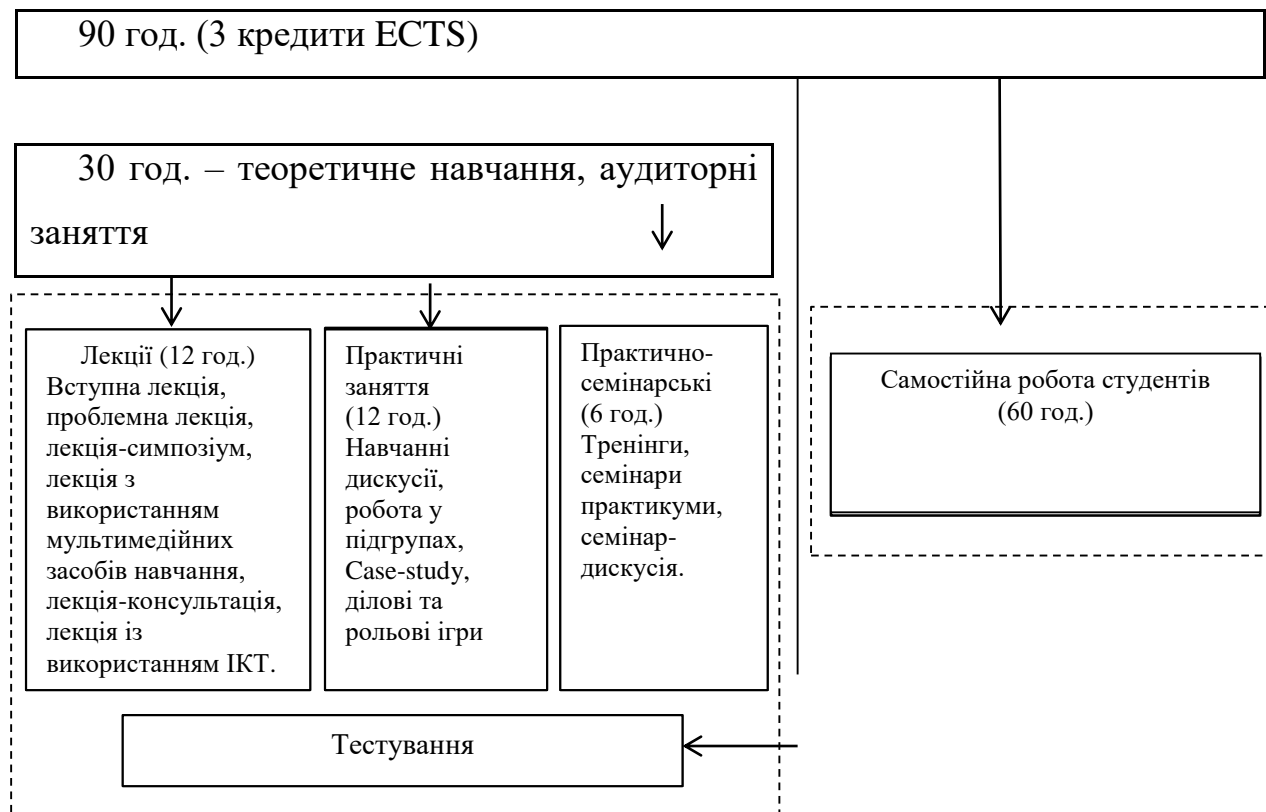 90 год. (3 кредити ECTS)
30 год. – теоретичне навчання, аудиторні
заняття
Лекції (12 год.)
Вступна лекція,
проблемна лекція,
лекція-симпозіум,
лекція з
використанням
мультимедійних
засобів навчання,
лекція-консультація,
лекція із
використанням ІКТ.
Практичні
заняття
(12 год.)
Навчанні
дискусії,
робота у
підгрупах,
Case-study,
ділові та
рольові ігри
Практично-
семінарські
(6 год.)
Тренінги,
семінари
практикуми,
семінар-
дискусія.
Самостійна робота студентів
(60 год.)
Тестування